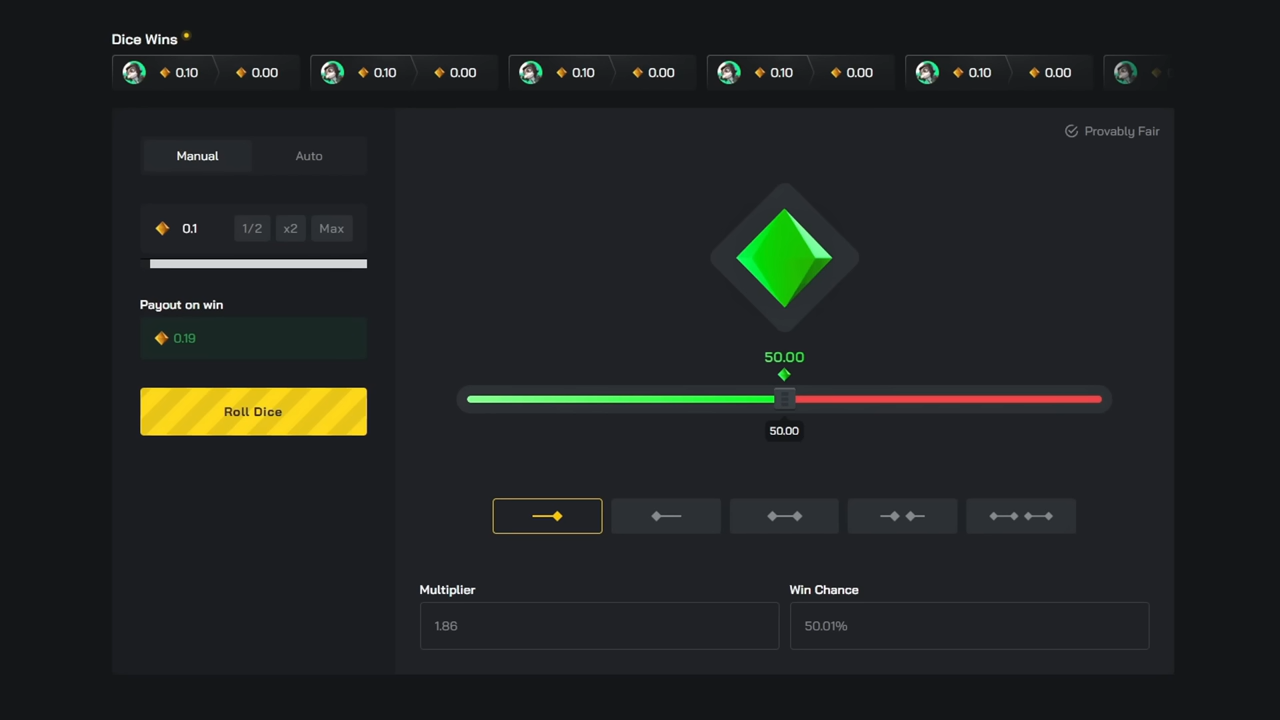 Dice Wins
0.10 0.00 0.10 0.00 0.10 0.00 0.10 0.00 0.10 0.00
Provably Fair
Manual Auto
0.1 1/2 x2 Max
Payout on win
0.19
Roll Dice
50.00
50.00
Multiplier Win Chance
1.86 50.01%